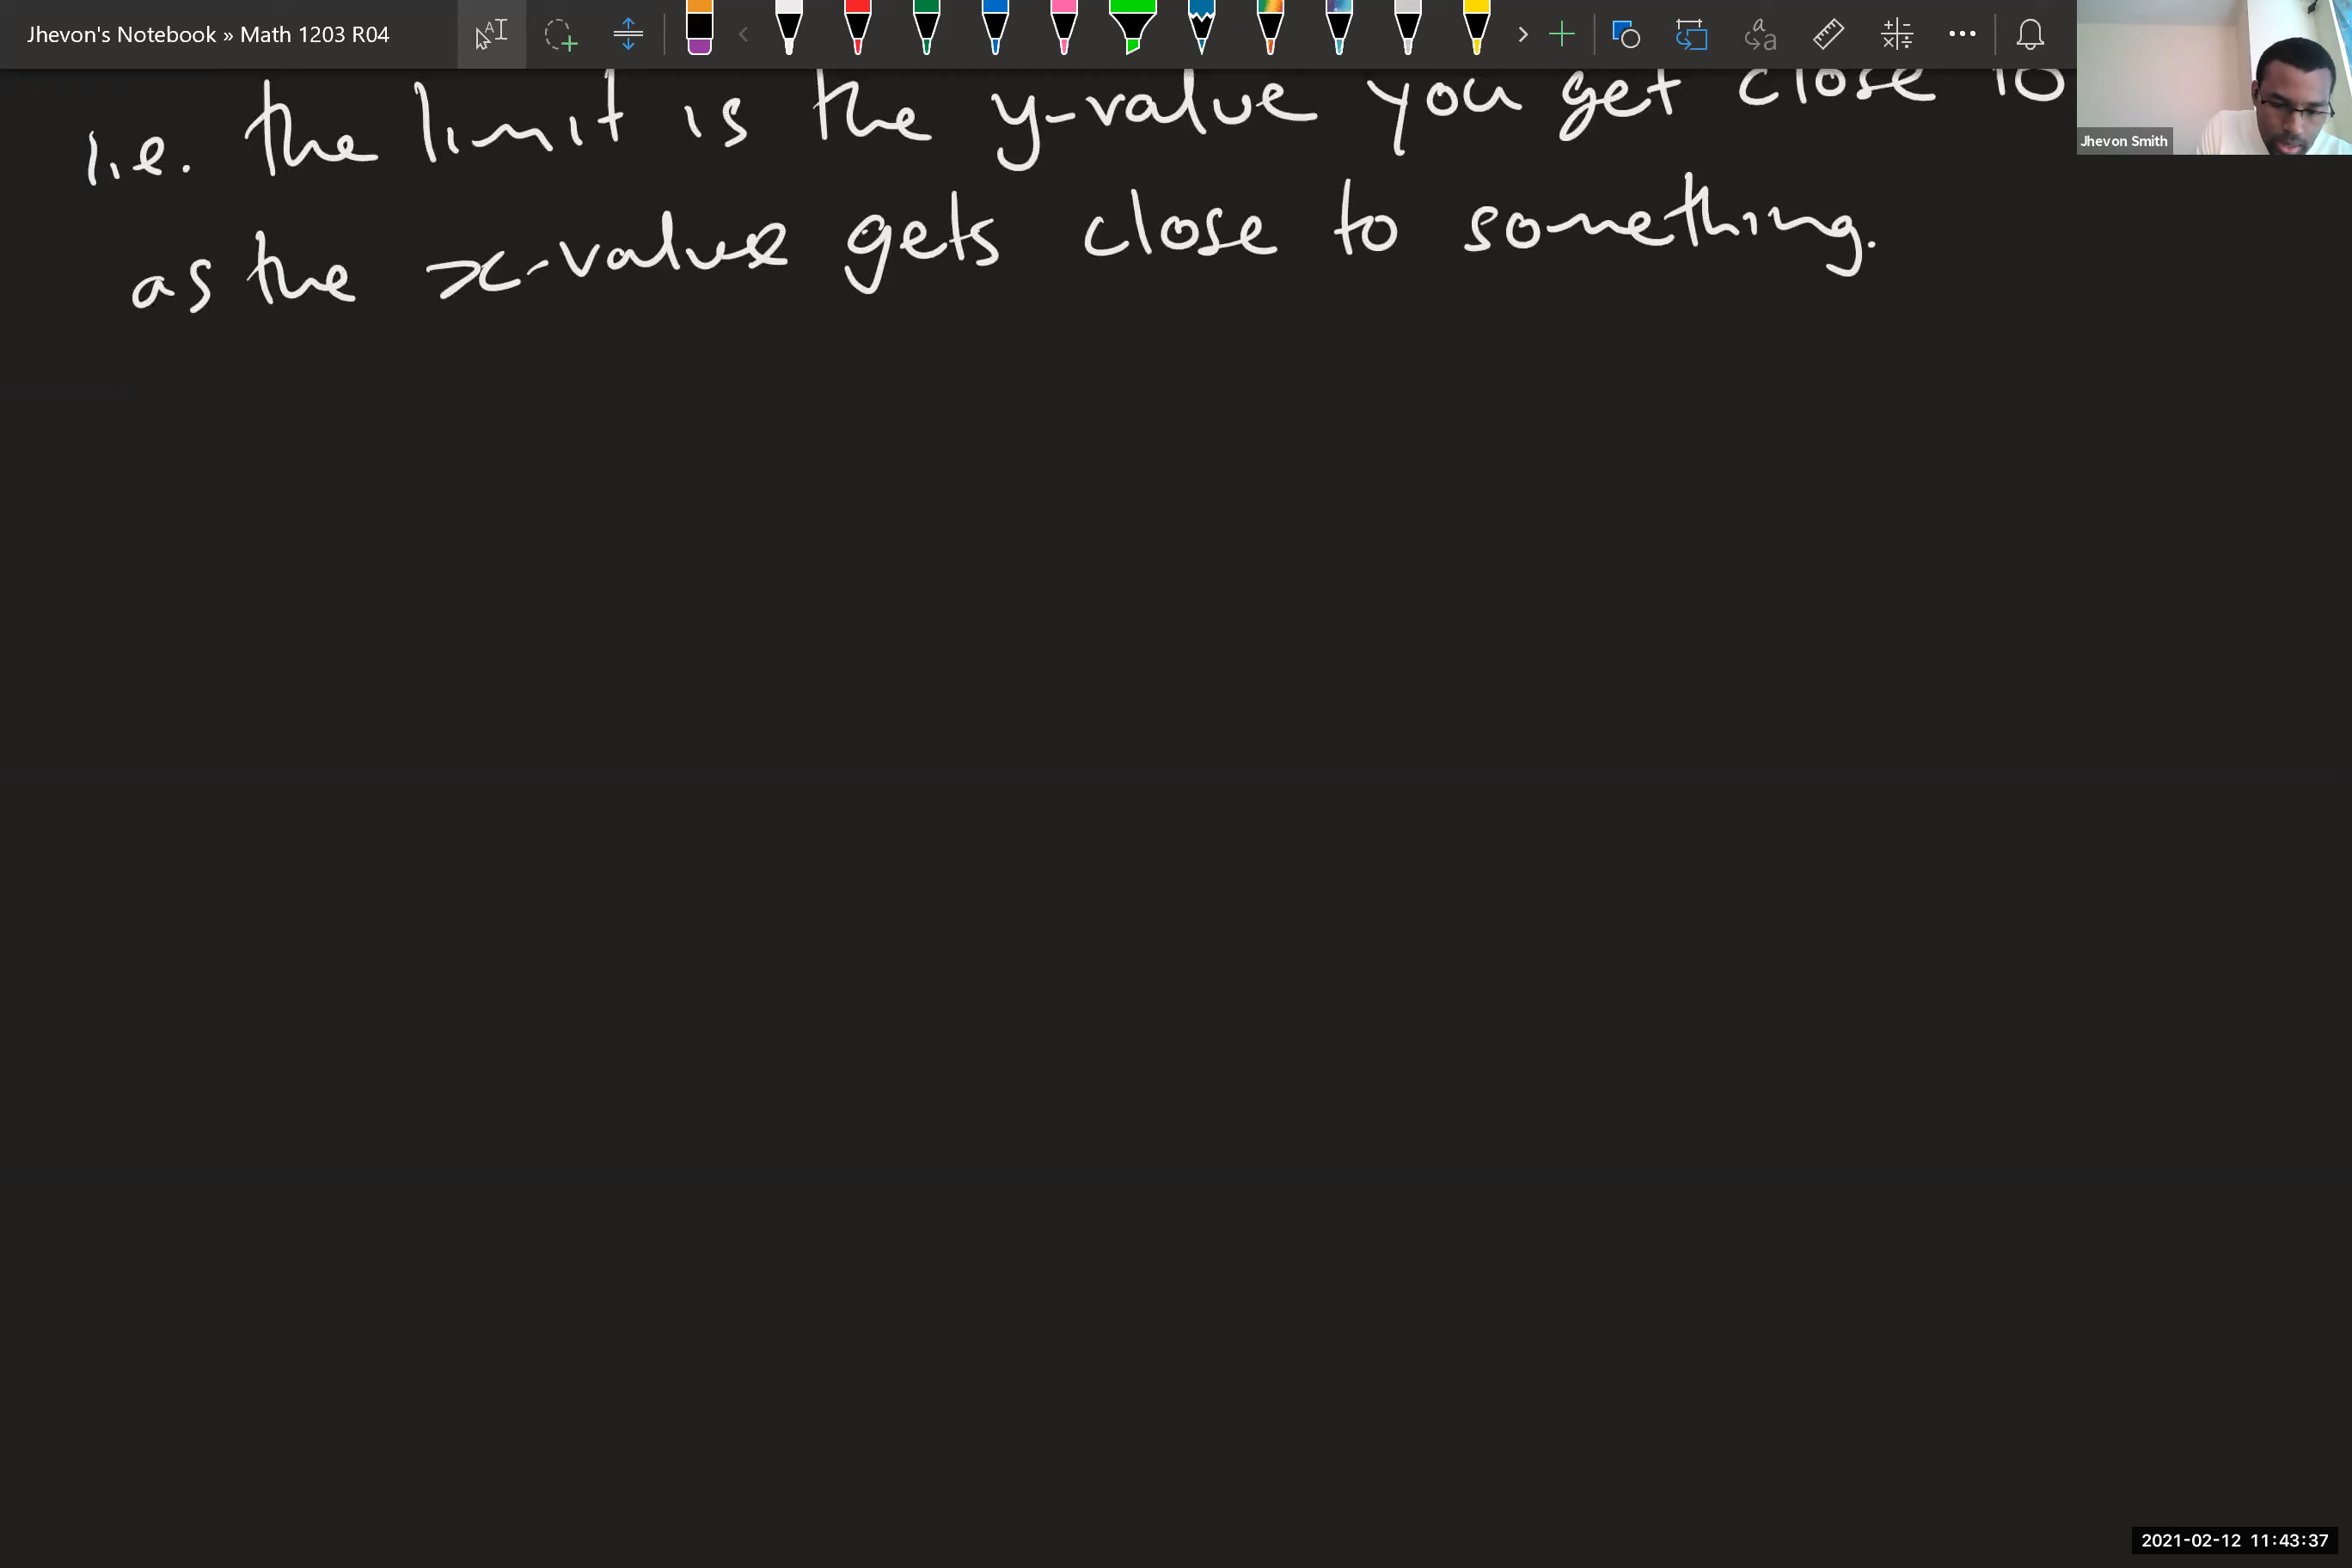 Jhevon's Notebook » Math 1203 R04
i.e. the limit is the y-value you get close to
Jhevon Smith
as the x-value gets close to something.
2021-02-12 11:43:37